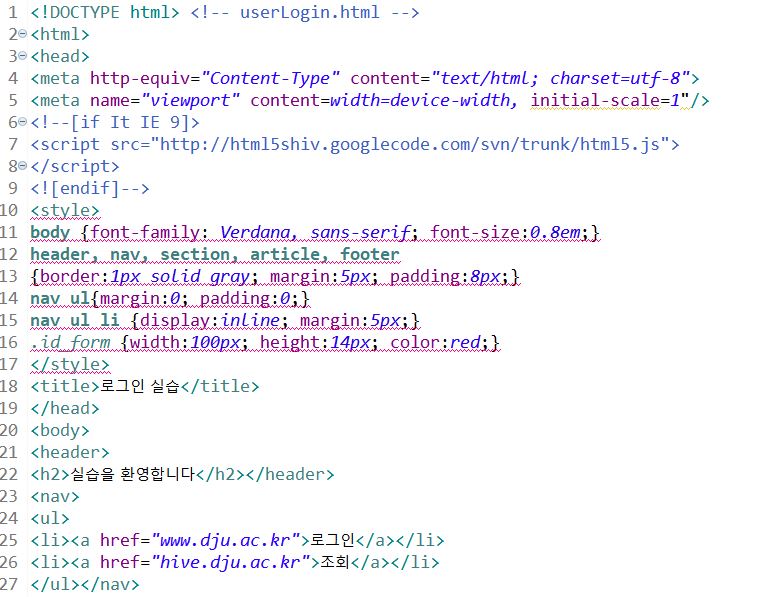 1 <!DOCTYPE html> <!-- userLogin.html -->
2 <html>
3 <head>
4 <meta http-equiv="Content-Type" content="text/html; charset=utf-8">
5 <meta name="viewport" content=width=device-width, initial-scale=1"/>
6 <!--[if It IE 9]>
7 <script src="http://html5shiv.googlecode.com/svn/trunk/html5.js">
8 </script>
9 <![endif]-->
10 <style>
11 body {font-family: Verdana, sans-serif; font-size:0.8em;}
12 header, nav, section, article, footer
13 {border:1px solid gray; margin:5px; padding:8px;}
14 nav ul{margin:0; padding:0;}
15 nav ul li {display:inline; margin:5px;}
16 .id_form {width:100px; height:14px; color:red;}
17 </style>
18 <title>로그인 실습</title>
19 </head>
20 <body>
21 <header>
22 <h2>실습을 환영합니다</h2></header>
23 <nav>
24 <ul>
25 <li><a href="www.dju.ac.kr">로그인</a></li>
26 <li><a href="hive.dju.ac.kr">조회</a></li>
27 </ul></nav>